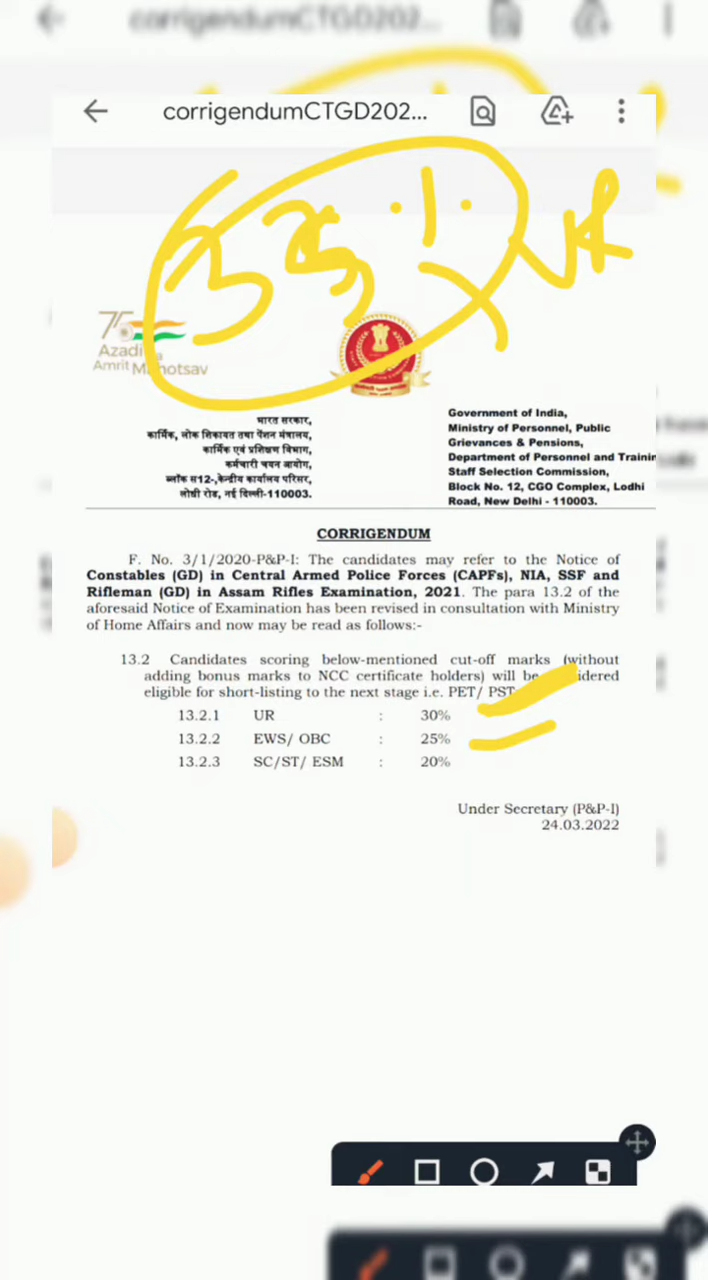 corrigendumCTGD202...
35 ./. UR
75
Azadi
Amrit Mahotsav
भारत सरकार,
कार्मिक, लोक शिकायत तथा पेंशन मंत्रालय,
कार्मिक एवं प्रशिक्षण विभाग,
कर्मचारी चयन आयोग,
ब्लॉक स12-,केन्द्रीय कार्यालय परिसर,
लोधी रोड, नई दिल्ली-110003.
Government of India,
Ministry of Personnel, Public
Grievances & Pensions,
Department of Personnel and Trainin
Staff Selection Commission,
Block No. 12, CGO Complex, Lodhi
Road, New Delhi - 110003.
CORRIGENDUM
F. No. 3/1/2020-P&P-I: The candidates may refer to the Notice of
Constables (GD) in Central Armed Police Forces (CAPFs), NIA, SSF and
Rifleman (GD) in Assam Rifles Examination, 2021. The para 13.2 of the
aforesaid Notice of Examination has been revised in consultation with Ministry
of Home Affairs and now may be read as follows:-
13.2 Candidates scoring below-mentioned cut-off marks (without
adding bonus marks to NCC certificate holders) will be idered
eligible for short-listing to the next stage i.e. PET/ PST
13.2.1 UR : 30%
13.2.2 EWS/ OBC : 25%
13.2.3 SC/ST/ ESM : 20%
Under Secretary (P&P-I)
24.03.2022